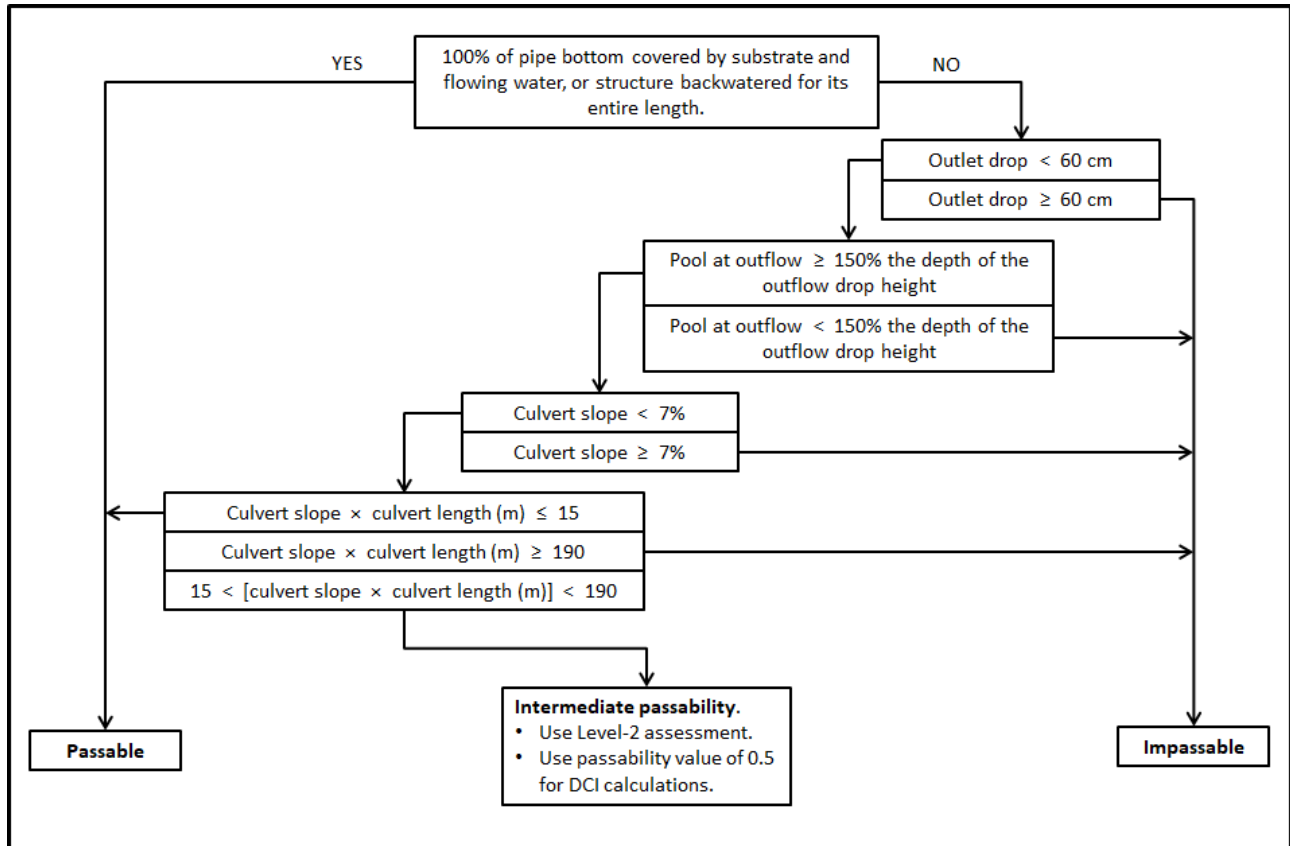 YES
100% of pipe bottom covered by substrate and
flowing water, or structure backwatered for its
entire length.
NO
Outlet drop < 60 cm
Outlet drop ≥ 60 cm
Pool at outflow ≥ 150% the depth of the
outflow drop height
Pool at outflow < 150% the depth of the
outflow drop height
Culvert slope < 7%
Culvert slope ≥ 7%
Culvert slope × culvert length (m) ≤ 15
Culvert slope × culvert length (m) ≥ 190
15 < [culvert slope × culvert length (m)] < 190
Intermediate passability.
• Use Level-2 assessment.
• Use passability value of 0.5
for DCI calculations.
Passable
Impassable